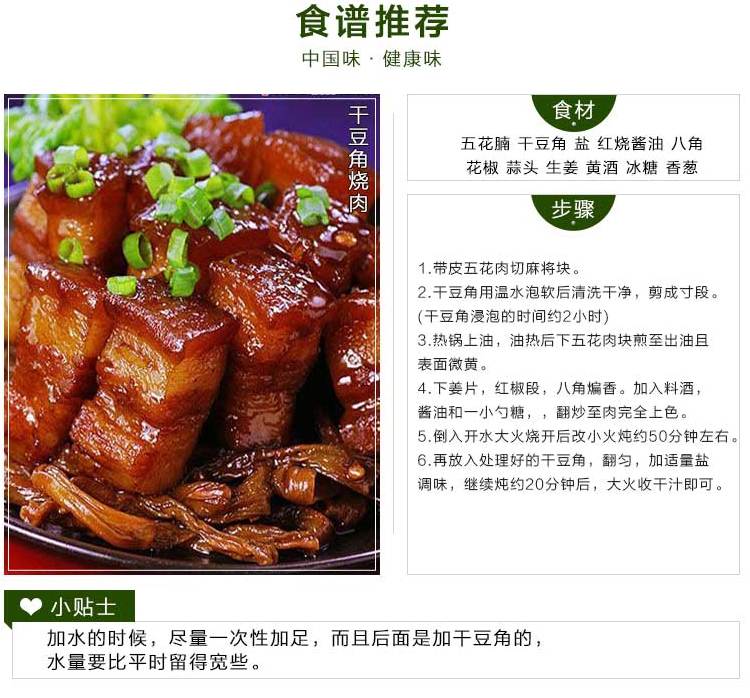 食谱推荐
中国味·健康味
干豆角烧肉
食材
五花腩 干豆角 盐 红烧酱油 八角
花椒 蒜头 生姜 黄酒 冰糖 香葱
步骤
1.带皮五花肉切麻将块。
2.干豆角用温水泡软后清洗干净，剪成寸段。
(干豆角浸泡的时间约2小时)
3.热锅上油，油热后下五花肉块煎至出油且
表面微黄。
4.下姜片，红椒段，八角煸香。加入料酒，
酱油和一小勺糖，，翻炒至肉完全上色。
5.倒入开水大火烧开后改小火炖约50分钟左右。
6.再放入处理好的干豆角，翻匀，加适量盐
调味，继续炖约20分钟后，大火收干汁即可。
小贴士
加水的时候，尽量一次性加足，而且后面是加干豆角的，
水量要比平时留得宽些。